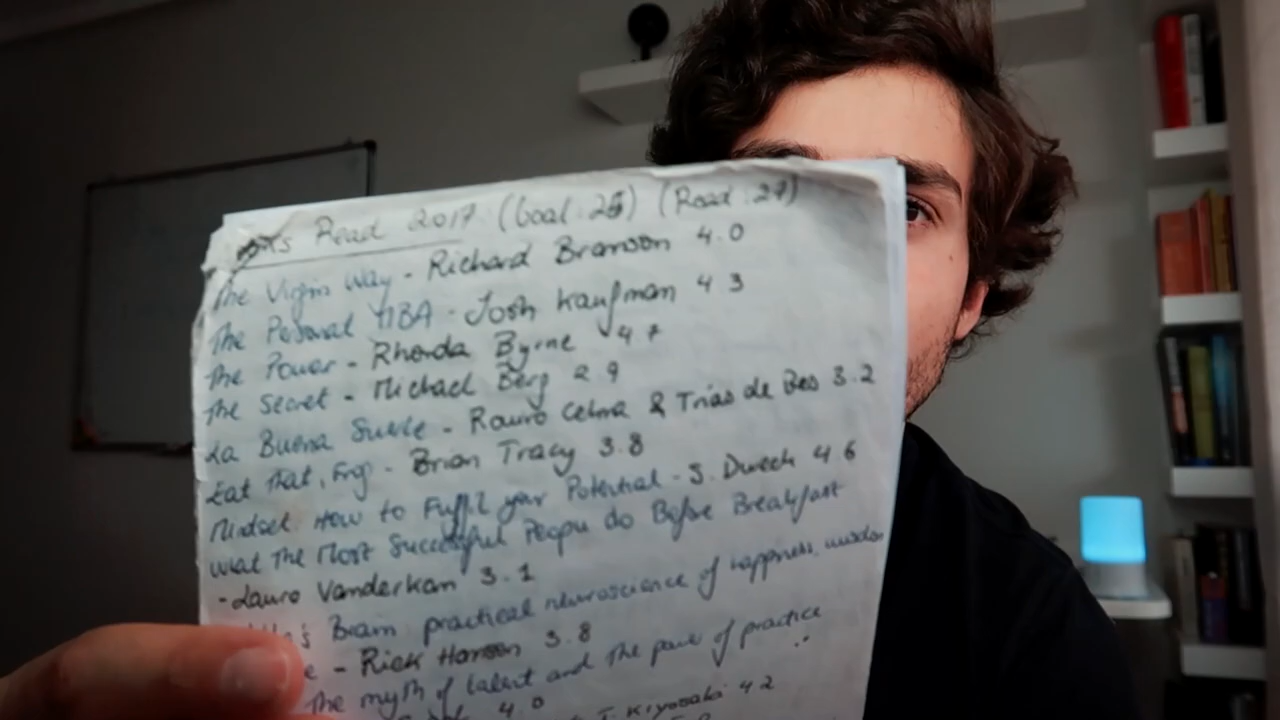 Read 2017 (Goal: 25) (Read: 27)
The Virgin Way - Richard Branson 4.0
The Personal MBA - Josh Kaufman 4.3
The Power - Rhonda Byrne 4.7
The Secret - Michael Berg 2.9
La Buena Suerte - Rovira Celma & Trías de Bes 3.2
Eat That, Frog - Brian Tracy 3.8
Mindset: How to Fulfil your Potential - S. Dweck 4.6
What The Most Successful People do Before Breakfast
- Laura Vanderkam 3.1
Brain practical neuroscience of happiness, wisdom
- Rick Hanson 3.8
The myth of talent and the power of practice
4.0
T. Kiyosaki 4.2